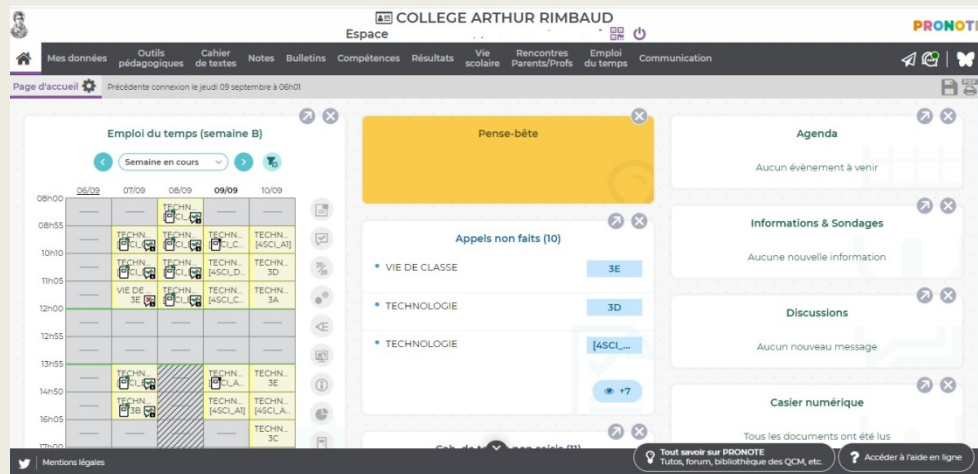 COLLEGE ARTHUR RIMBAUD
Espace
PRONOTE
Mes données
Outils pédagogiques
Cahier de textes
Notes
Bulletins
Compétences
Résultats
Vie scolaire
Rencontres Parents/Profs
Emploi du temps
Communication
Page d'accueil
Précédente connexion le jeudi 09 septembre à 06h01
Emploi du temps (semaine B)
Semaine en cours
06/09 07/09 08/09 09/09 10/09
08h00
TECHN...
08h55
TECHN... TECHN... TECHN... TECHN...
[4SCI_A1]
10h10
TECHN... TECHN... TECHN... TECHN...
[4SCI_D... 3D
11h05
VIE DE ... TECHN... TECHN... TECHN...
3E [4SCI_C... 3A
12h00
12h55
13h55
TECHN... TECHN... TECHN...
3E
14h50
TECHN... TECHN... TECHN...
3B [4SCI_A1] [4SCI_A...
16h05
TECHN...
3C
17h00
Pense-bête
Appels non faits (10)
VIE DE CLASSE 3E
TECHNOLOGIE 3D
TECHNOLOGIE [4SCI_...
+7
Agenda
Aucun évènement à venir
Informations & Sondages
Aucune nouvelle information
Discussions
Aucun nouveau message
Casier numérique
Tous les documents ont été lus
Mentions légales
Tout savoir sur PRONOTE
Tutos, forum, bibliothèque des QCM, etc.
? Accéder à l'aide en ligne